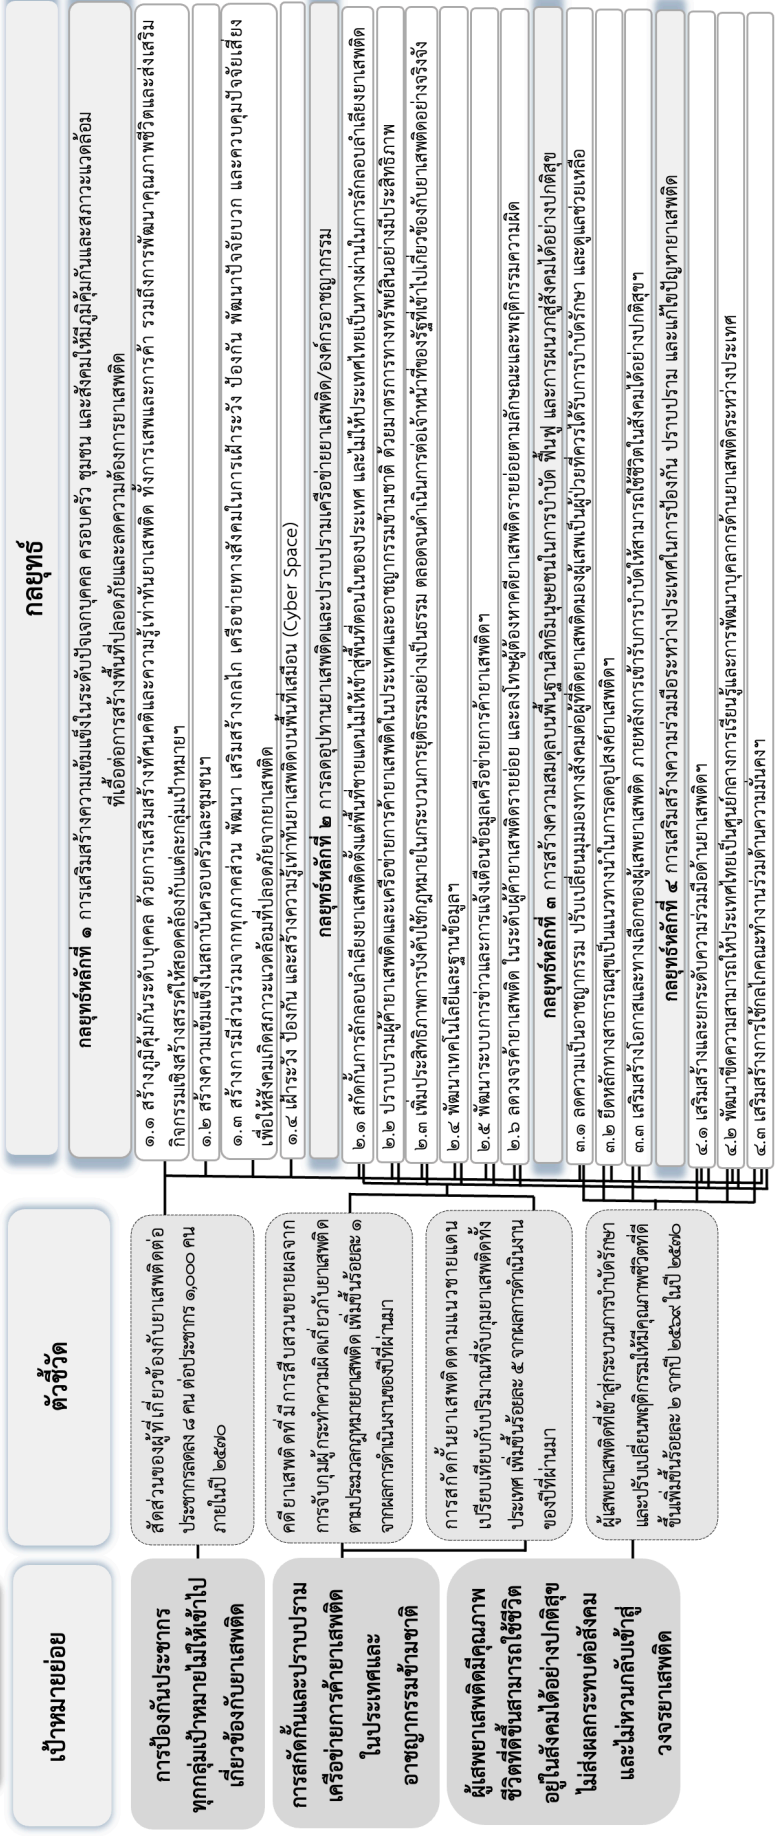 เป้าหมายย่อย
ตัวชี้วัด
กลยุทธ์
การป้องกันประชากร
ทุกกลุ่มเป้าหมายไม่ให้เข้าไป
เกี่ยวข้องกับยาเสพติด
การสกัดกั้นและปราบปราม
เครือข่ายการค้ายาเสพติด
ในประเทศและ
อาชญากรรมข้ามชาติ
ผู้เสพยาเสพติดมีคุณภาพ
ชีวิตที่ดีขึ้นสามารถใช้ชีวิต
อยู่ในสังคมได้อย่างปกติสุข
ไม่ส่งผลกระทบต่อสังคม
และไม่หวนกลับเข้าสู่
วงจรยาเสพติด
สัดส่วนของผู้ที่เกี่ยวข้องกับยาเสพติดต่อ
ประชากรลดลง ๘ คน ต่อประชากร ๑,๐๐๐ คน
ภายในปี ๒๕๗๐
คดียาเสพติดที่มีการสืบสวนขยายผลจาก
การจับกุมผู้กระทำความผิดเกี่ยวกับยาเสพติด
ตามประมวลกฎหมายยาเสพติด เพิ่มขึ้นร้อยละ ๑
จากผลการดำเนินงานของปีที่ผ่านมา
การสกัดกั้นยาเสพติดตามแนวชายแดน
เปรียบเทียบกับปริมาณที่จับกุมยาเสพติดทั้ง
ประเทศ เพิ่มขึ้นร้อยละ ๕ จากผลการดำเนินงาน
ของปีที่ผ่านมา
ผู้เสพยาเสพติดที่เข้าสู่กระบวนการบำบัดรักษา
และปรับเปลี่ยนพฤติกรรมให้มีคุณภาพชีวิตที่ดี
ขึ้นเพิ่มขึ้นร้อยละ ๒ จากปี ๒๕๖๙ ในปี ๒๕๗๐
กลยุทธ์หลักที่ ๑ การเสริมสร้างความเข้มแข็งในระดับปัจเจกบุคคล ครอบครัว ชุมชน และสังคมให้มีภูมิคุ้มกันและสภาวะแวดล้อม
ที่เอื้อต่อการสร้างพื้นที่ปลอดภัยและลดความต้องการยาเสพติด
๑.๑ สร้างภูมิคุ้มกันระดับบุคคล ด้วยการเสริมสร้างทัศนคติและความรู้เท่าทันยาเสพติด ทั้งการเสพและการค้า รวมถึงการพัฒนาคุณภาพชีวิตและส่งเสริม
กิจกรรมเชิงสร้างสรรค์ให้สอดคล้องกับแต่ละกลุ่มเป้าหมายฯ
๑.๒ สร้างความเข้มแข็งในสถาบันครอบครัวและชุมชนฯ
๑.๓ สร้างการมีส่วนร่วมจากทุกภาคส่วน พัฒนา เสริมสร้างกลไก เครือข่ายทางสังคมในการเฝ้าระวัง ป้องกัน พัฒนาปัจจัยบวก และควบคุมปัจจัยเสี่ยง
เพื่อให้สังคมเกิดสภาวะแวดล้อมที่ปลอดภัยจากยาเสพติด
๑.๔ เฝ้าระวัง ป้องกัน และสร้างความรู้เท่าทันยาเสพติดบนพื้นที่เสมือน (Cyber Space)
กลยุทธ์หลักที่ ๒ การลดอุปทานยาเสพติดและปราบปรามเครือข่ายยาเสพติด/องค์กรอาชญากรรม
๒.๑ สกัดกั้นการลักลอบลำเลียงยาเสพติดตั้งแต่พื้นที่ชายแดนไม่ให้เข้าสู่พื้นที่ตอนในของประเทศ และไม่ให้ประเทศไทยเป็นทางผ่านในการลักลอบลำเลียงยาเสพติด
๒.๒ ปราบปรามผู้ค้ายาเสพติดและเครือข่ายการค้ายาเสพติดในประเทศและอาชญากรรมข้ามชาติ ด้วยมาตรการทางทรัพย์สินอย่างมีประสิทธิภาพ
๒.๓ เพิ่มประสิทธิภาพการบังคับใช้กฎหมายในกระบวนการยุติธรรมอย่างเป็นธรรม ตลอดจนดำเนินการต่อเจ้าหน้าที่ของรัฐที่เข้าไปเกี่ยวข้องกับยาเสพติดอย่างจริงจัง
๒.๔ พัฒนาเทคโนโลยีและฐานข้อมูลฯ
๒.๕ พัฒนาระบบการข่าวและการแจ้งเตือนข้อมูลเครือข่ายการค้ายาเสพติดฯ
๒.๖ ลดวงจรค้ายาเสพติด ในระดับผู้ค้ายาเสพติดรายย่อย และลงโทษผู้ต้องหาคดียาเสพติดรายย่อยตามลักษณะและพฤติกรรมความผิด
กลยุทธ์หลักที่ ๓ การสร้างความสมดุลบนพื้นฐานสิทธิมนุษยชนในการบำบัด ฟื้นฟู และการผนวกสู่สังคมได้อย่างปกติสุข
๓.๑ ลดความเป็นอาชญากรรม ปรับเปลี่ยนมุมมองทางสังคมต่อผู้ที่ติดยาเสพติดมองผู้เสพเป็นผู้ป่วยที่ควรได้รับการบำบัดรักษา และดูแลช่วยเหลือ
๓.๒ ยึดหลักทางสาธารณสุขเป็นแนวทางนำในการลดอุปสงค์ยาเสพติดฯ
๓.๓ เสริมสร้างโอกาสและทางเลือกของผู้เสพยาเสพติด ภายหลังการเข้ารับการบำบัดให้สามารถใช้ชีวิตในสังคมได้อย่างปกติสุขฯ
กลยุทธ์หลักที่ ๔ การเสริมสร้างความร่วมมือระหว่างประเทศในการป้องกัน ปราบปราม และแก้ไขปัญหายาเสพติด
๔.๑ เสริมสร้างและยกระดับความร่วมมือด้านยาเสพติดฯ
๔.๒ พัฒนาขีดความสามารถให้ประเทศไทยเป็นศูนย์กลางการเรียนรู้และการพัฒนาบุคลากรด้านยาเสพติดระหว่างประเทศ
๔.๓ เสริมสร้างการใช้กลไกคณะทำงานร่วมด้านความมั่นคงฯ